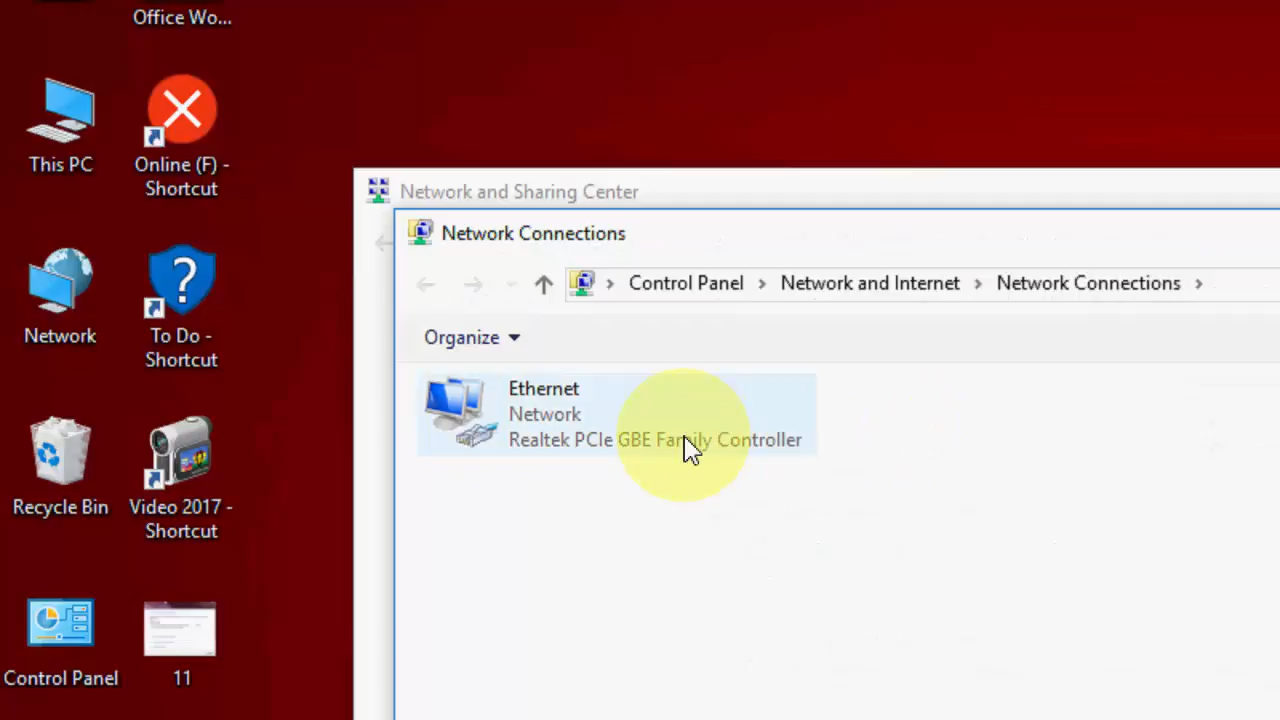 Office Wo...
This PC
Online (F) -
Shortcut
Network
To Do -
Shortcut
Recycle Bin
Video 2017 -
Shortcut
Control Panel
11
Network and Sharing Center
Network Connections
Control Panel > Network and Internet > Network Connections >
Organize
Ethernet
Network
Realtek PCIe GBE Family Controller